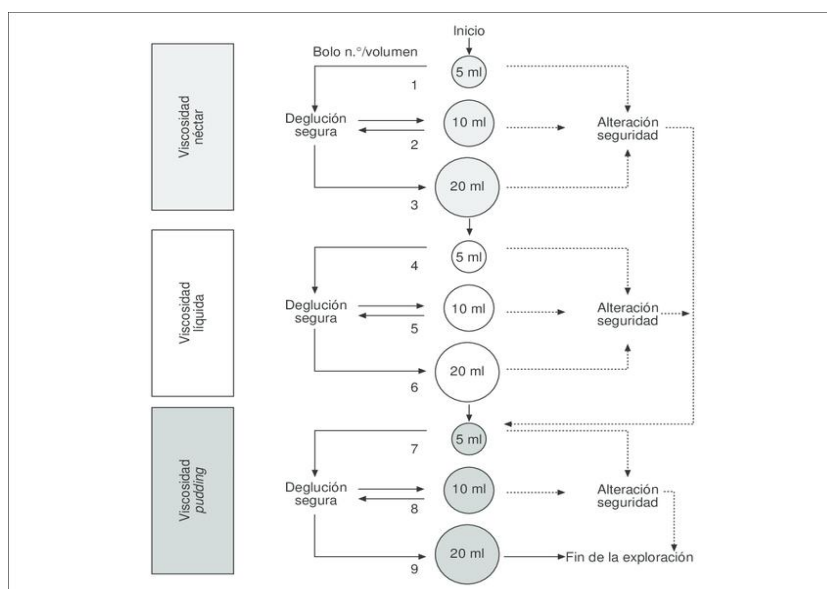 Inicio
Bolo n.°/volumen
5 ml
1
Viscosidad
néctar
Deglución
segura
10 ml
2
Alteración
seguridad
20 ml
3
5 ml
4
Viscosidad
líquida
Deglución
segura
10 ml
5
Alteración
seguridad
20 ml
6
5 ml
7
Viscosidad
pudding
Deglución
segura
10 ml
8
Alteración
seguridad
20 ml
9
Fin de la exploración